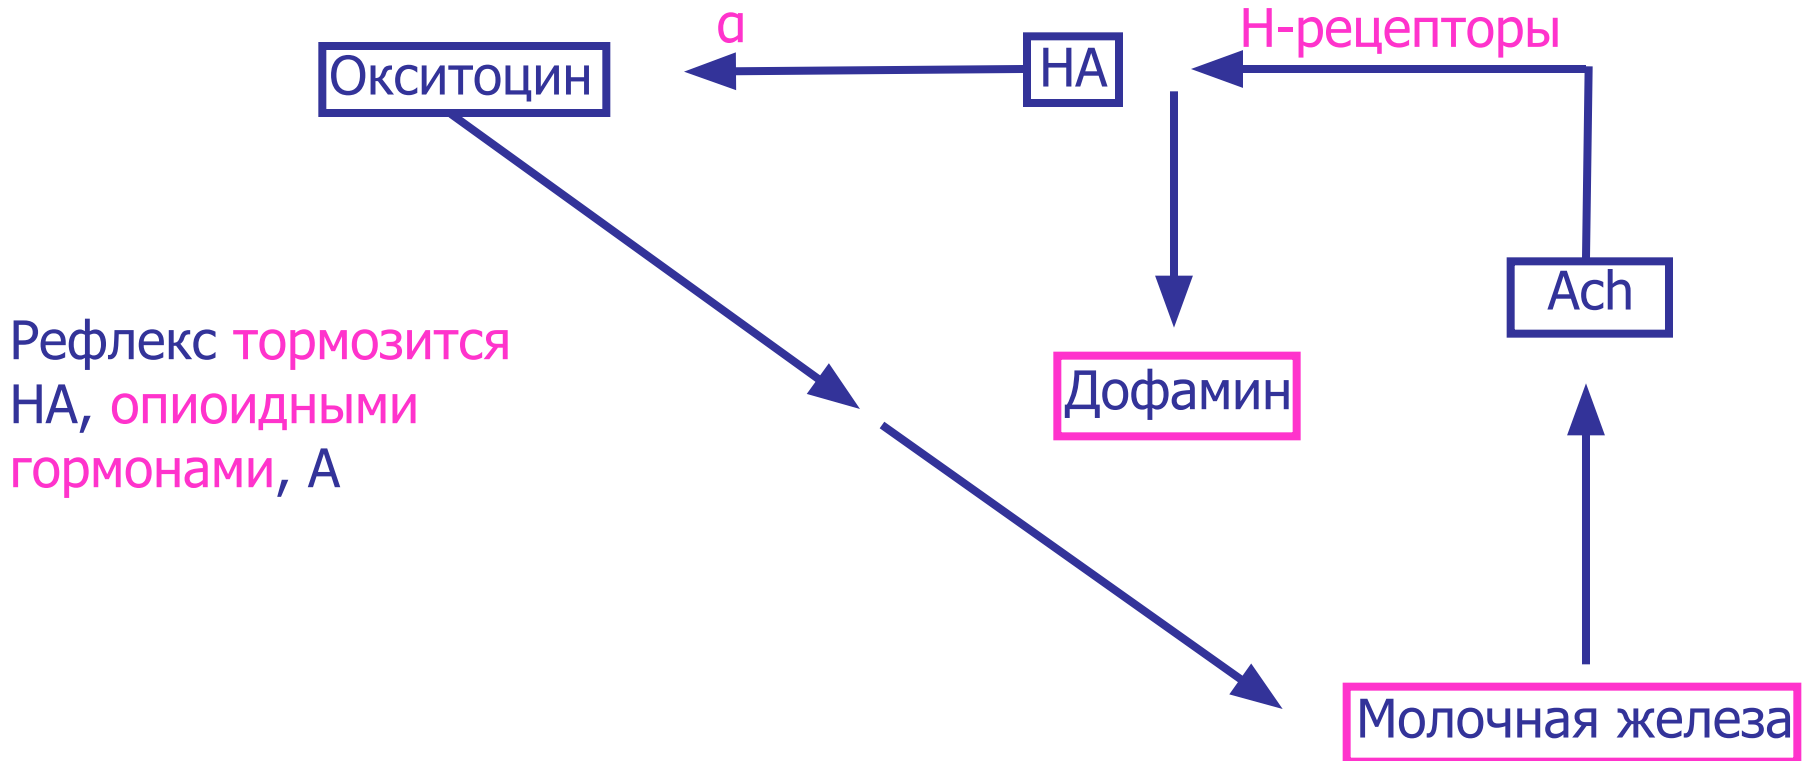 α
Н-рецепторы
Окситоцин
НА
Ach
Рефлекс тормозится
НА, опиоидными
гормонами, А
Дофамин
Молочная железа